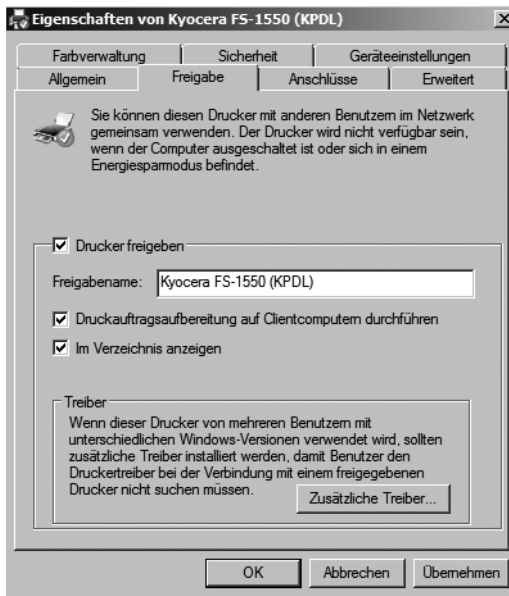 Eigenschaften von Kyocera FS-1550 (KPDL)
Farbverwaltung
Sicherheit
Geräteeinstellungen
Allgemein
Freigabe
Anschlüsse
Erweitert
Sie können diesen Drucker mit anderen Benutzern im Netzwerk
gemeinsam verwenden. Der Drucker wird nicht verfügbar sein,
wenn der Computer ausgeschaltet ist oder sich in einem
Energiesparmodus befindet.
Drucker freigeben
Freigabename: Kyocera FS-1550 (KPDL)
Druckauftragsaufbereitung auf Clientcomputern durchführen
Im Verzeichnis anzeigen
Treiber
Wenn dieser Drucker von mehreren Benutzern mit
unterschiedlichen Windows-Versionen verwendet wird, sollten
zusätzliche Treiber installiert werden, damit Benutzer den
Druckertreiber bei der Verbindung mit einem freigegebenen
Drucker nicht suchen müssen.
Zusätzliche Treiber...
OK
Abbrechen
Übernehmen